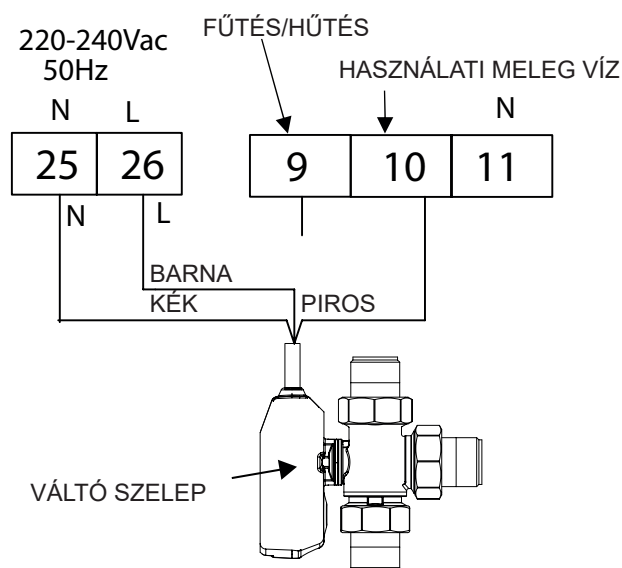 220-240Vac
50Hz
FŰTÉS/HŰTÉS
HASZNÁLATI MELEG VÍZ
N L
N
25 26
9 10 11
N L
BARNA
KÉK PIROS
VÁLTÓ SZELEP